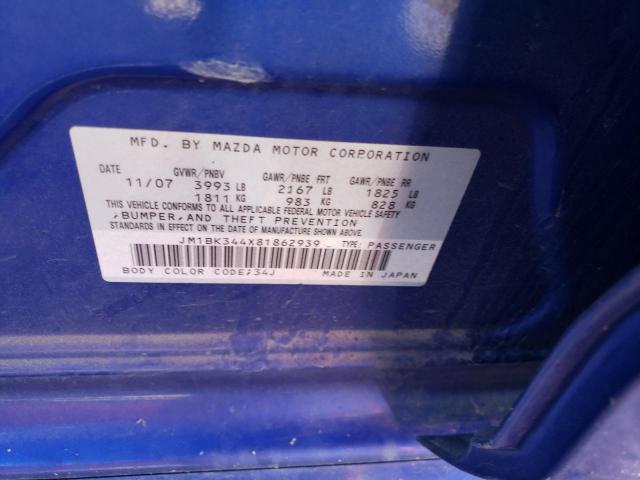 MFD. BY MAZDA MOTOR CORPORATION
DATE GVWR/PNBV GAWR/PNBE FRT GAWR/PNBE RR
11/07 3993 LB 2167 LB 1825 LB
1811 KG 983 KG 828 KG
THIS VEHICLE CONFORMS TO ALL APPLICABLE FEDERAL MOTOR VEHICLE SAFETY
,BUMPER,AND THEFT PREVENTION
STANDARDS IN EFFECT ON THE DATE OF MANUFACTURE SHOWN ABOVE.
JM1BK344X81862939 TYPE: PASSENGER
BODY COLOR CODE;34J MADE IN JAPAN